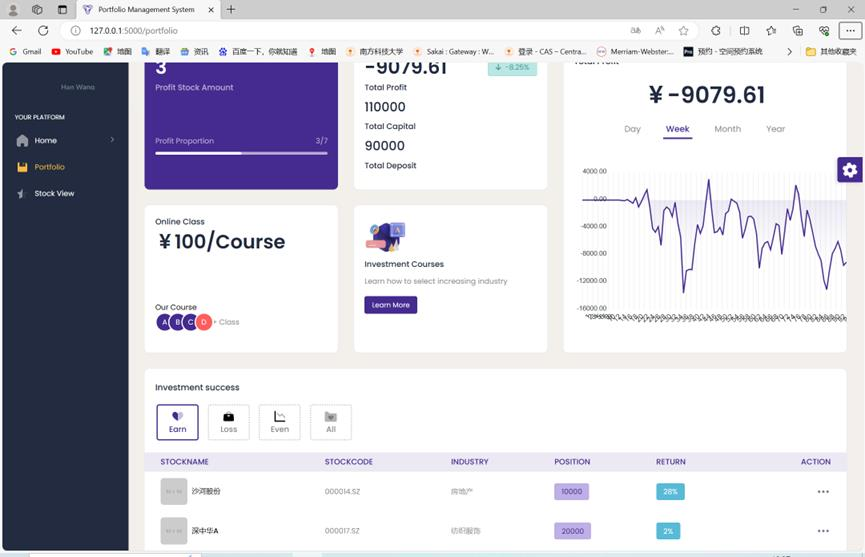 Portfolio Management System
127.0.0.1:5000/portfolio
Gmail
YouTube
地图
翻译
资讯
百度一下，你就知道
地图
南方科技大学
Sakai : Gateway : W...
登录 - CAS – Centra...
Merriam-Webster:...
预约 - 空间预约系统
其他收藏夹
Han Wang
YOUR PLATFORM
Home
Portfolio
Stock View
3
Profit Stock Amount
Profit Proportion 3/7
-9079.61
-8.25%
Total Profit
110000
Total Capital
90000
Total Deposit
Total Profit
¥ -9079.61
Day Week Month Year
4000.00
0.00
-4000.00
-8000.00
-12000.00
-16000.00
Online Class
¥100/Course
Our Course
A B C D + Class
Investment Courses
Learn how to select increasing industry
Learn More
Investment success
Earn Loss Even All
STOCKNAME STOCKCODE INDUSTRY POSITION RETURN ACTION
沙河股份 000014.SZ 房地产 10000 28%
深中华A 000017.SZ 纺织服饰 20000 2%